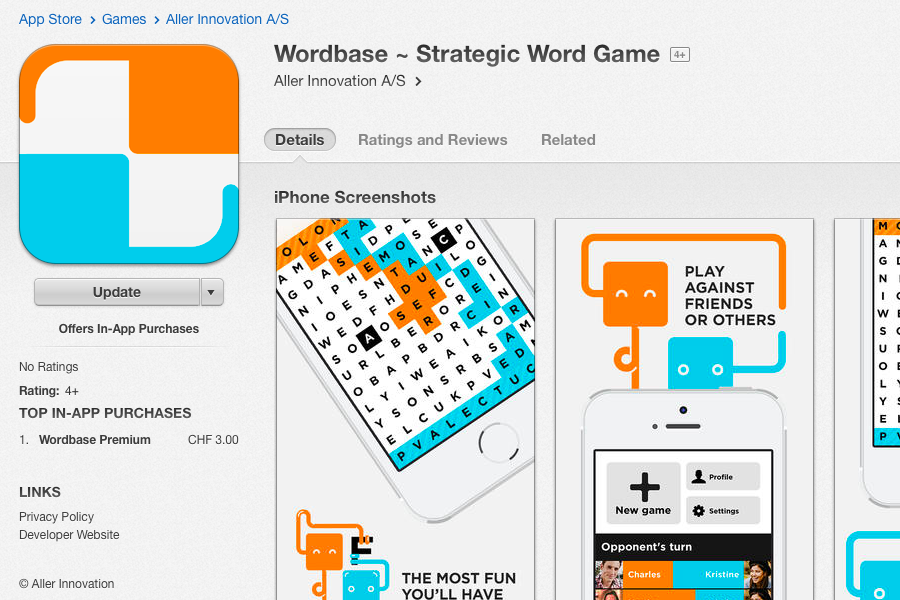 App Store > Games > Aller Innovation A/S
Wordbase ~ Strategic Word Game 4+
Aller Innovation A/S >
Details Ratings and Reviews Related
Update
Offers In-App Purchases
No Ratings
Rating: 4+
TOP IN-APP PURCHASES
1. Wordbase Premium CHF 3.00
LINKS
Privacy Policy
Developer Website
© Aller Innovation
iPhone Screenshots
THE MOST FUN
YOU'LL HAVE
PLAY
AGAINST
FRIENDS
OR OTHERS
New game
Profile
Settings
Opponent's turn
Charles Kristine